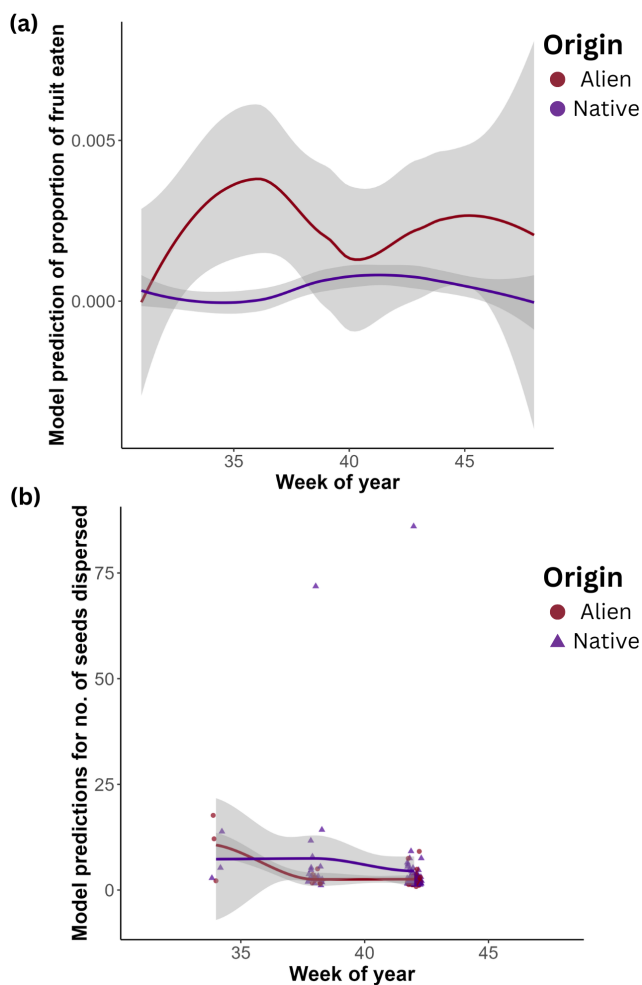 (a)
Model prediction of proportion of fruit eaten
0.005
0.000
35
40
45
Week of year
Origin
Alien
Native
(b)
Model predictions for no. of seeds dispersed
75
50
25
0
35
40
45
Week of year
Origin
Alien
Native